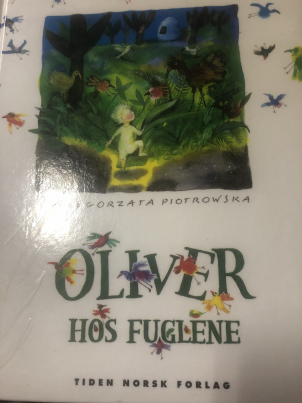 PIOTROWSKA
OLIVER
HOS FUGLENE
TIDEN NORSK FORLAG